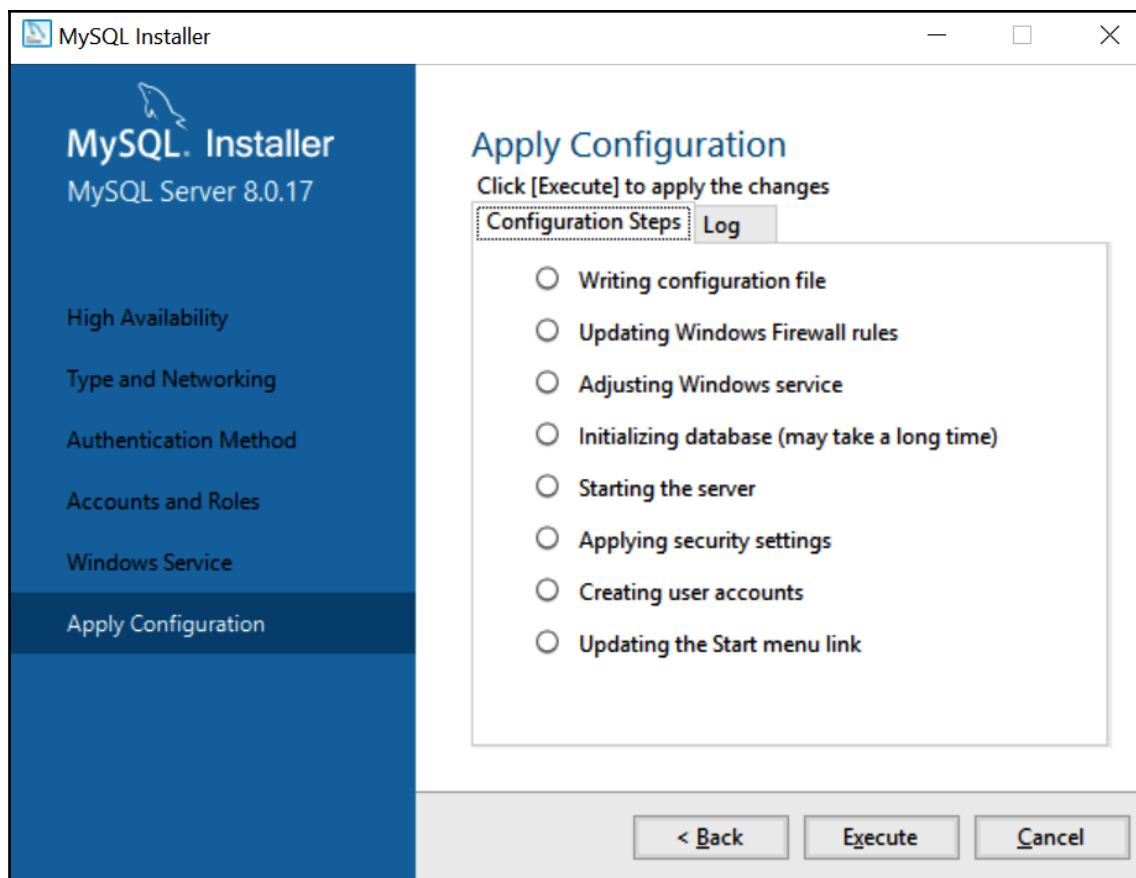 MySQL Installer
MySQL. Installer
MySQL Server 8.0.17
High Availability
Type and Networking
Authentication Method
Accounts and Roles
Windows Service
Apply Configuration
Apply Configuration
Click [Execute] to apply the changes
Configuration Steps Log
Writing configuration file
Updating Windows Firewall rules
Adjusting Windows service
Initializing database (may take a long time)
Starting the server
Applying security settings
Creating user accounts
Updating the Start menu link
< Back Execute Cancel